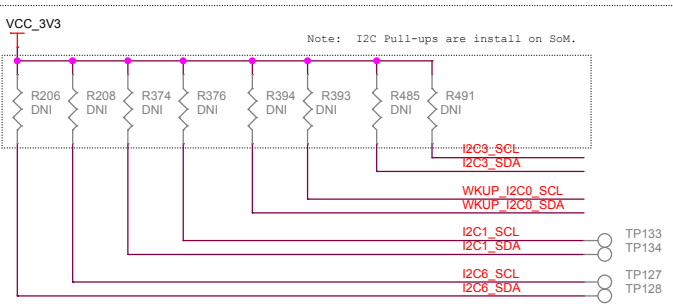 VCC_3V3
Note: I2C Pull-ups are install on SoM.
R206 R208 R374 R376 R394 R393 R485 R491
DNI DNI DNI DNI DNI DNI DNI DNI
I2C3_SCL
I2C3_SDA
WKUP_I2C0_SCL
WKUP_I2C0_SDA
I2C1_SCL TP133
I2C1_SDA TP134
I2C6_SCL TP127
I2C6_SDA TP128